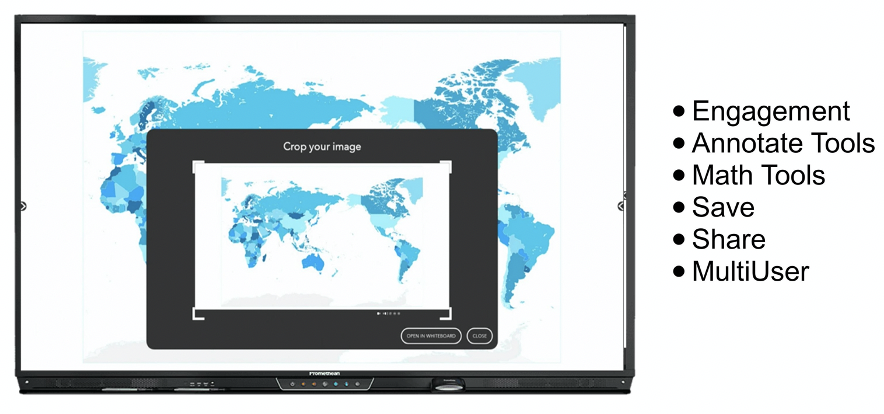 Crop your image
OPEN IN WHITEBOARD
CLOSE
Promethean
• Engagement
• Annotate Tools
• Math Tools
• Save
• Share
• MultiUser